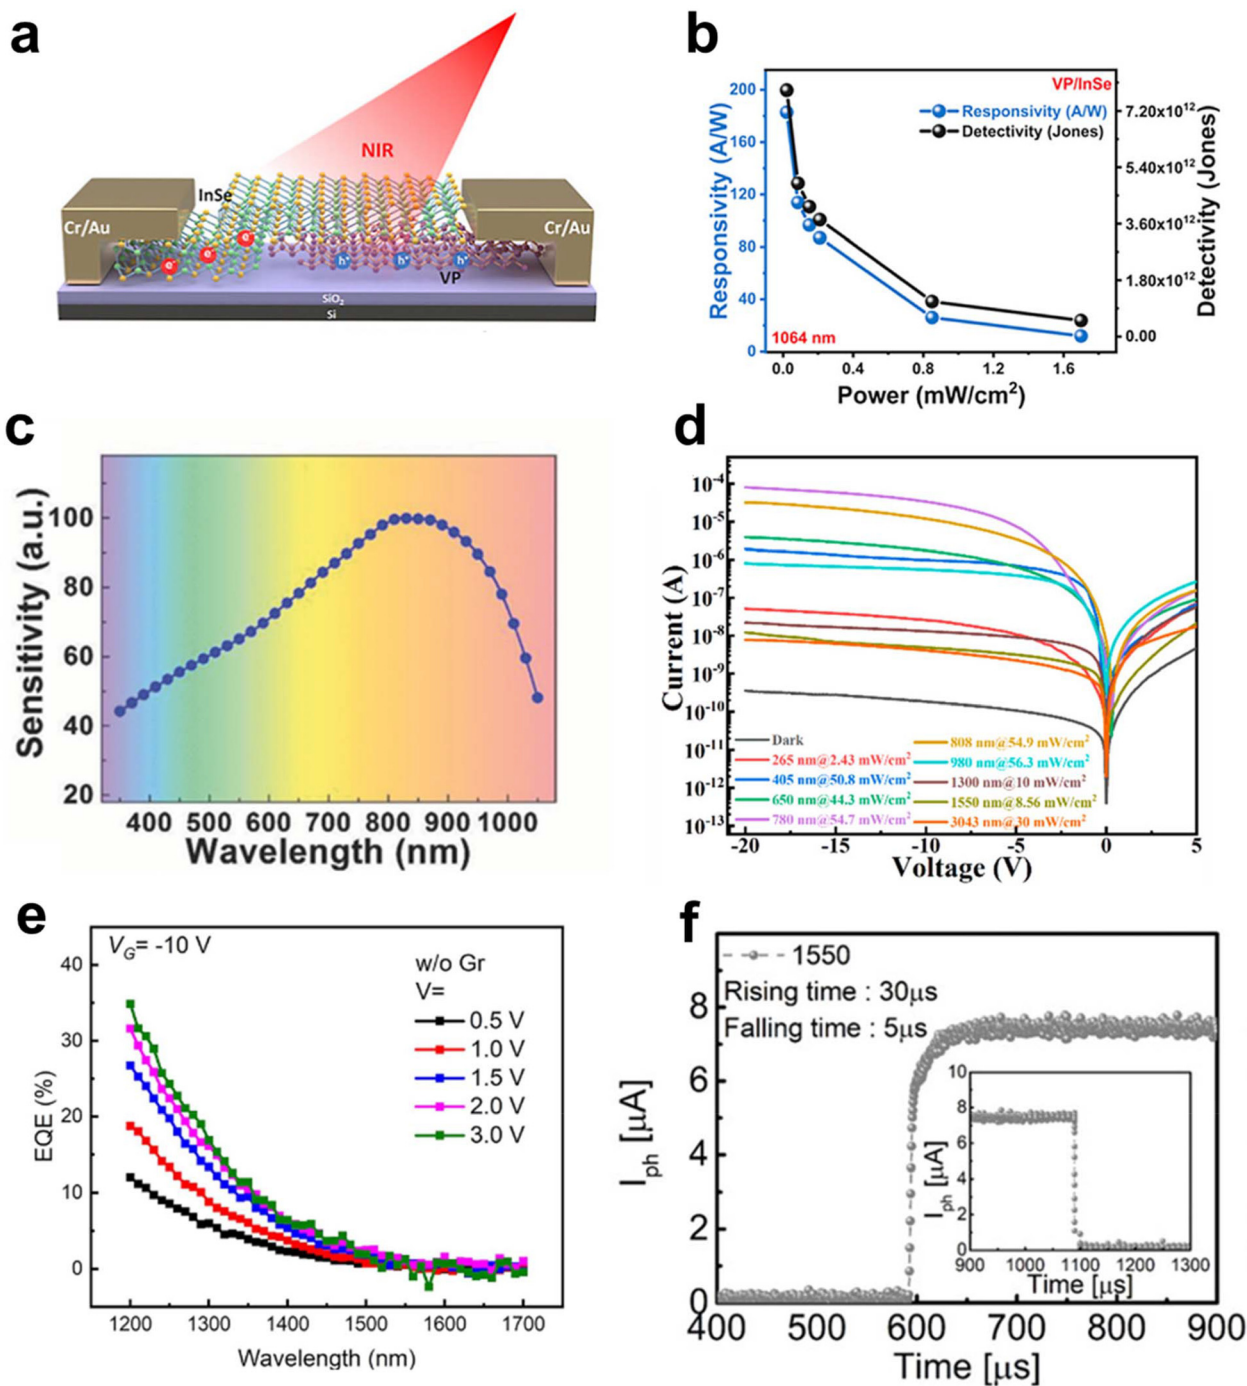 a
NIR
InSe
Cr/Au
Cr/Au
e⁻
e⁻
e⁻
h⁺
h⁺
h⁺
VP
SiO₂
Si
b
VP/InSe
Responsivity (A/W)
Detectivity (Jones)
1064 nm
200
160
120
80
40
0
Responsivity (A/W)
7.20x10¹²
5.40x10¹²
3.60x10¹²
1.80x10¹²
0.00
Detectivity (Jones)
0.0 0.4 0.8 1.2 1.6
Power (mW/cm²)
c
Sensitivity (a.u.)
100
80
60
40
20
400 500 600 700 800 900 1000
Wavelength (nm)
d
Current (A)
10⁻⁴
10⁻⁵
10⁻⁶
10⁻⁷
10⁻⁸
10⁻⁹
10⁻¹⁰
10⁻¹¹
10⁻¹²
10⁻¹³
Dark
265 nm@2.43 mW/cm²
405 nm@50.8 mW/cm²
650 nm@44.3 mW/cm²
780 nm@54.7 mW/cm²
808 nm@54.9 mW/cm²
980 nm@56.3 mW/cm²
1300 nm@10 mW/cm²
1550 nm@8.56 mW/cm²
3043 nm@30 mW/cm²
-20 -15 -10 -5 0 5
Voltage (V)
e
V_G= -10 V
w/o Gr
V=
0.5 V
1.0 V
1.5 V
2.0 V
3.0 V
EQE (%)
40
30
20
10
0
1200 1300 1400 1500 1600 1700
Wavelength (nm)
f
1550
Rising time : 30μs
Falling time : 5μs
I_ph [μA]
8
6
4
2
0
400 500 600 700 800 900
Time [μs]
I_ph [μA]
10
8
6
4
2
0
900 1000 1100 1200 1300
Time [μs]